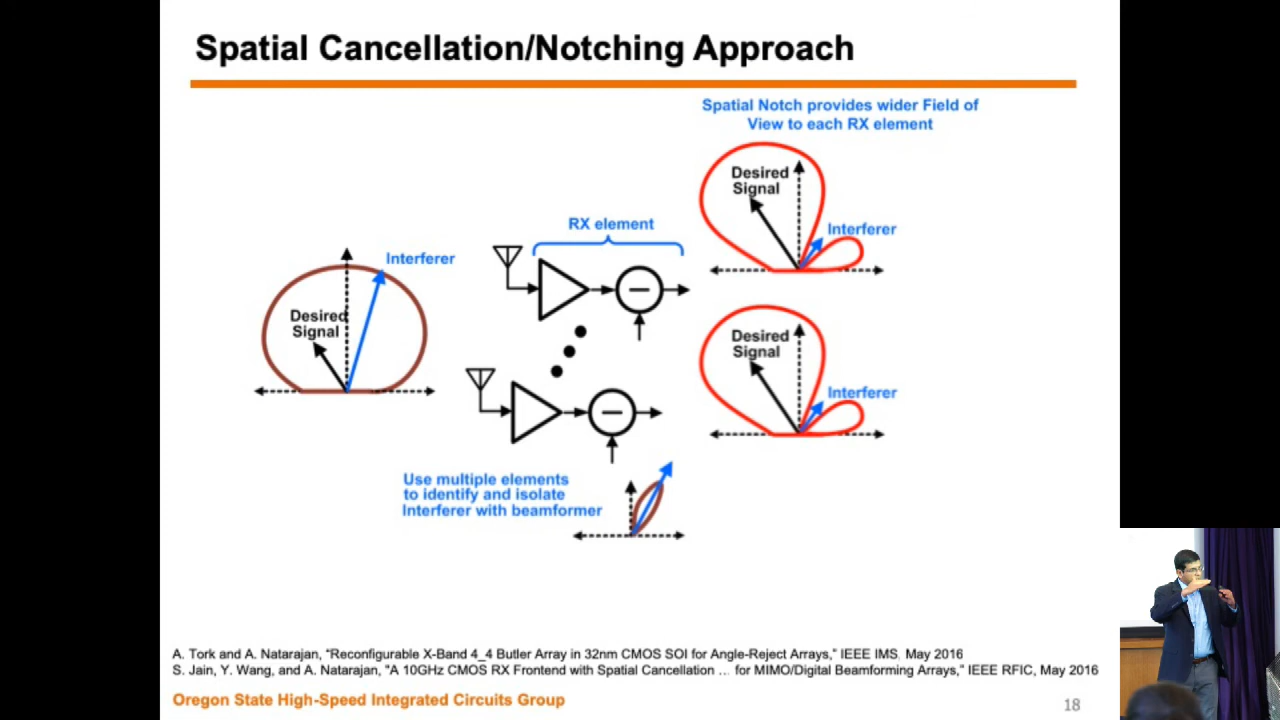 Spatial Cancellation/Notching Approach
Spatial Notch provides wider Field of
View to each RX element
Desired
Signal
Interferer
RX element
Interferer
Desired
Signal
Desired
Signal
Interferer
Use multiple elements
to identify and isolate
Interferer with beamformer
A. Tork and A. Natarajan, “Reconfigurable X-Band 4_4 Butler Array in 32nm CMOS SOI for Angle-Reject Arrays,” IEEE IMS, May 2016
S. Jain, Y. Wang, and A. Natarajan, "A 10GHz CMOS RX Frontend with Spatial Cancellation ... for MIMO/Digital Beamforming Arrays," IEEE RFIC, May 2016
Oregon State High-Speed Integrated Circuits Group
18